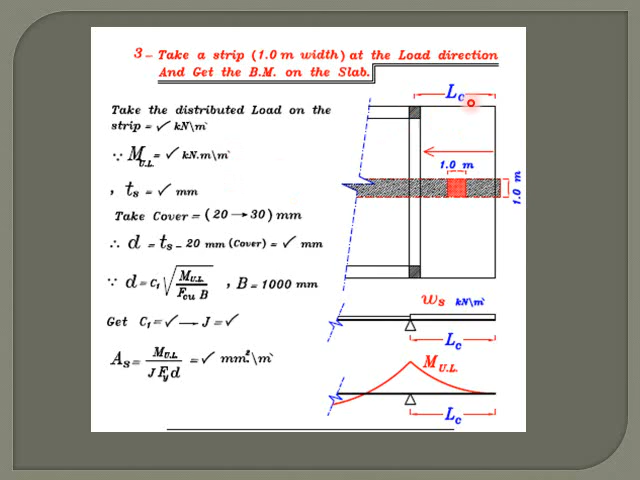 3- Take a strip (1.0 m width) at the Load direction
And Get the B.M. on the Slab.
Take the distributed Load on the
strip = ✓ kN\m`
∵ M_U.L. = ✓ kN.m\m`
, t_s = ✓ mm
Take Cover = (20 → 30) mm
∴ d = t_s - 20 mm (Cover) = ✓ mm
∵ d = C₁ √(M_U.L. / F_cu B) , B = 1000 mm
Get C₁ = ✓ → J = ✓
A_s = M_U.L. / J F_y d = ✓ mm²\m`
L_c
1.0 m
1.0 m
w_s kN\m`
L_c
M_U.L.
L_c